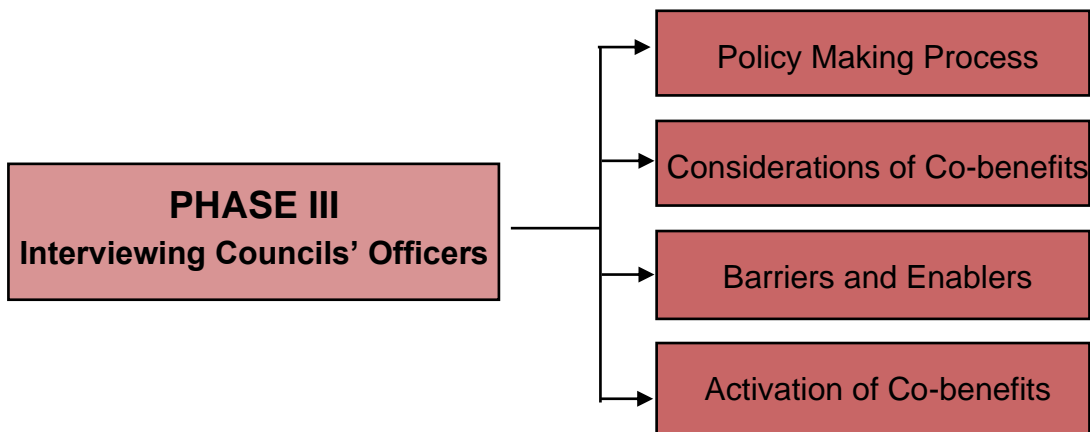 PHASE III
Interviewing Councils’ Officers
Policy Making Process
Considerations of Co-benefits
Barriers and Enablers
Activation of Co-benefits